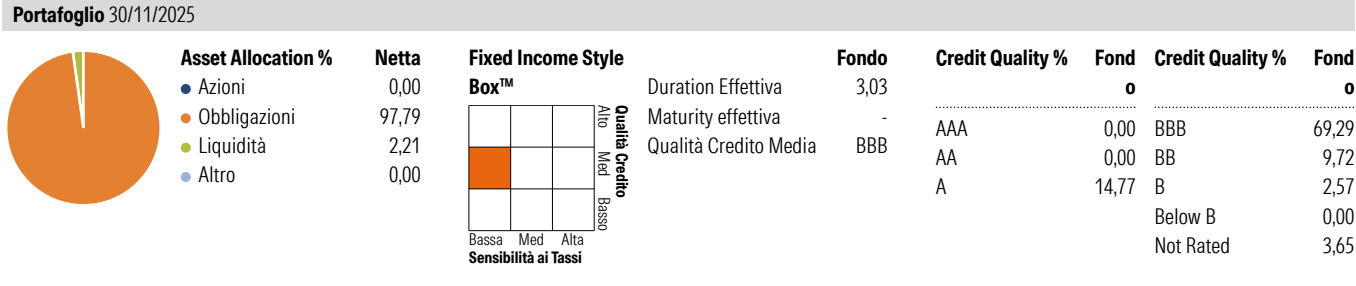 Portafoglio 30/11/2025
Asset Allocation % Netta
Azioni 0,00
Obbligazioni 97,79
Liquidità 2,21
Altro 0,00
Fixed Income Style
Box™
Alto Med Basso
Qualità Credito
Bassa Med Alta
Sensibilità ai Tassi
Fondo
Duration Effettiva 3,03
Maturity effettiva -
Qualità Credito Media BBB
Credit Quality % Fond
o
AAA 0,00
AA 0,00
A 14,77
Credit Quality % Fond
o
BBB 69,29
BB 9,72
B 2,57
Below B 0,00
Not Rated 3,65